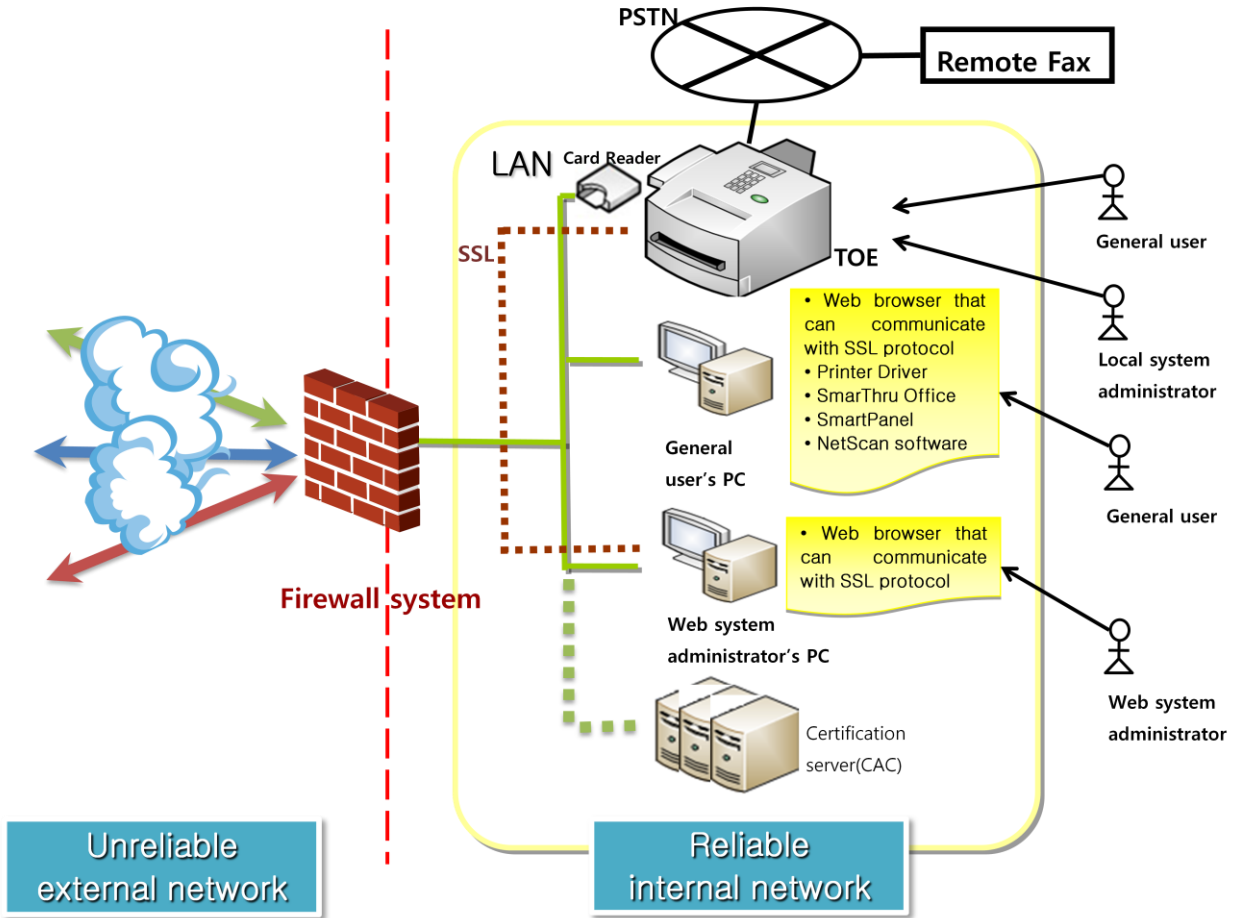 PSTN
Remote Fax
LAN
Card Reader
SSL
TOE
General user
• Web browser that
can communicate
with SSL protocol
• Printer Driver
• SmarThru Office
• SmartPanel
• NetScan software
Local system
administrator
General
user's PC
General user
• Web browser that
can communicate
with SSL protocol
Firewall system
Web system
administrator's PC
Web system
administrator
Certification
server(CAC)
Unreliable
external network
Reliable
internal network